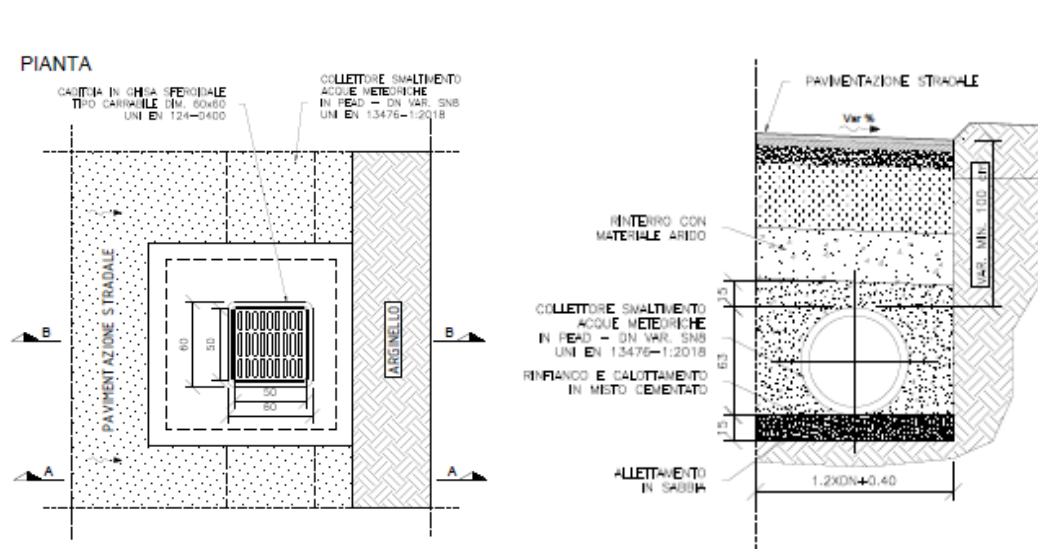 PIANTA
CADITOIA IN GHISA SFEROIDALE
TIPO CARRABILE DIM. 60x60
UNI EN 124-D400
COLLETTORE SMALTIMENTO
ACQUE METEORICHE
IN PEAD - DN VAR. SN8
UNI EN 13476-1:2018
PAVIMENTAZIONE STRADALE
ARGINELLO
B
B
A
A
60
50
50
60
PAVIMENTAZIONE STRADALE
Var %
VAR. MIN. 100 cm
RINTERRO CON
MATERIALE ARIDO
15
COLLETTORE SMALTIMENTO
ACQUE METEORICHE
IN PEAD - DN VAR. SN8
UNI EN 13476-1:2018
63
RINFIANCO E CALOTTAMENTO
IN MISTO CEMENTATO
15
ALLETTAMENTO
IN SABBIA
1.2XDN+0.40